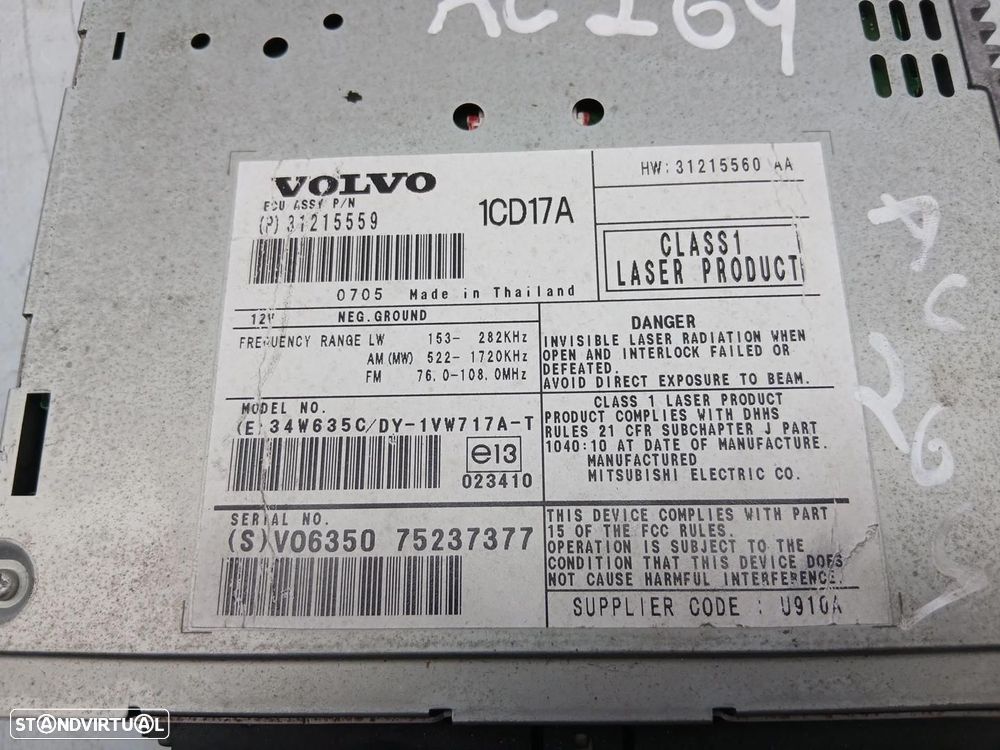 AC 264
VOLVO
ECU ASSY P/N
(P) 31215559
1CD17A
0705 Made in Thailand
HW: 31215560 AA
CLASS1
LASER PRODUCT
12V NEG. GROUND
FREQUENCY RANGE LW 153- 282KHz
AM (MW) 522- 1720KHz
FM 76.0-108.0MHz
DANGER
INVISIBLE LASER RADIATION WHEN
OPEN AND INTERLOCK FAILED OR
DEFEATED.
AVOID DIRECT EXPOSURE TO BEAM.
MODEL NO.
(E) 34W635C/DY-1VW717A-T
e13
023410
CLASS 1 LASER PRODUCT
PRODUCT COMPLIES WITH DHHS
RULES 21 CFR SUBCHAPTER J PART
1040:10 AT DATE OF MANUFACTURE.
MANUFACTURED
MITSUBISHI ELECTRIC CO.
SERIAL NO.
(S) V06350 75237377
THIS DEVICE COMPLIES WITH PART
15 OF THE FCC RULES.
OPERATION IS SUBJECT TO THE
CONDITION THAT THIS DEVICE DOES
NOT CAUSE HARMFUL INTERFERENCE.
SUPPLIER CODE : U910A
AC 264
STANDVIRTUAL